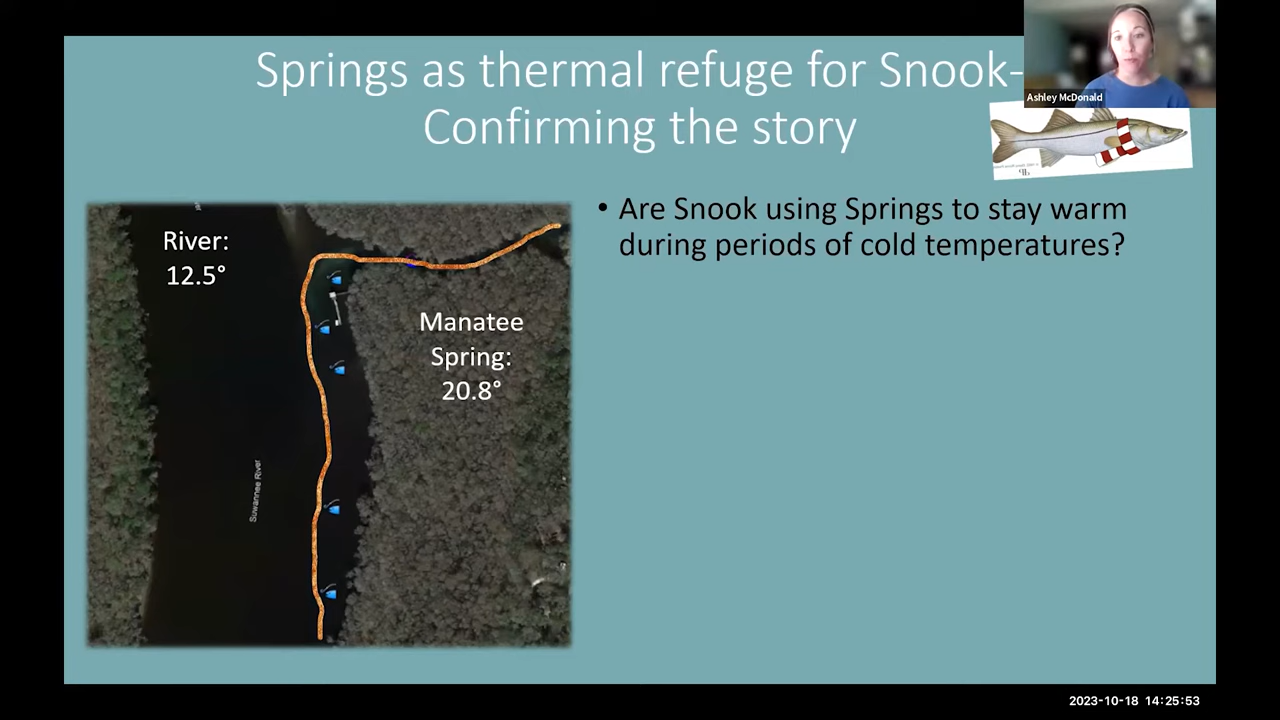 Springs as thermal refuge for Snook-
Confirming the story
Ashley McDonald
River:
12.5°
Manatee
Spring:
20.8°
Suwannee River
• Are Snook using Springs to stay warm
during periods of cold temperatures?
2023-10-18 14:25:53